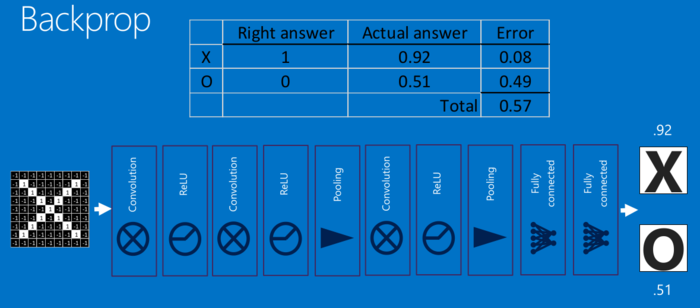 Backprop
Right answer Actual answer Error
X 1 0.92 0.08
O 0 0.51 0.49
Total 0.57
Convolution
ReLU
Convolution
ReLU
Pooling
Convolution
ReLU
Pooling
Fully
connected
Fully
connected
.92
X
O
.51